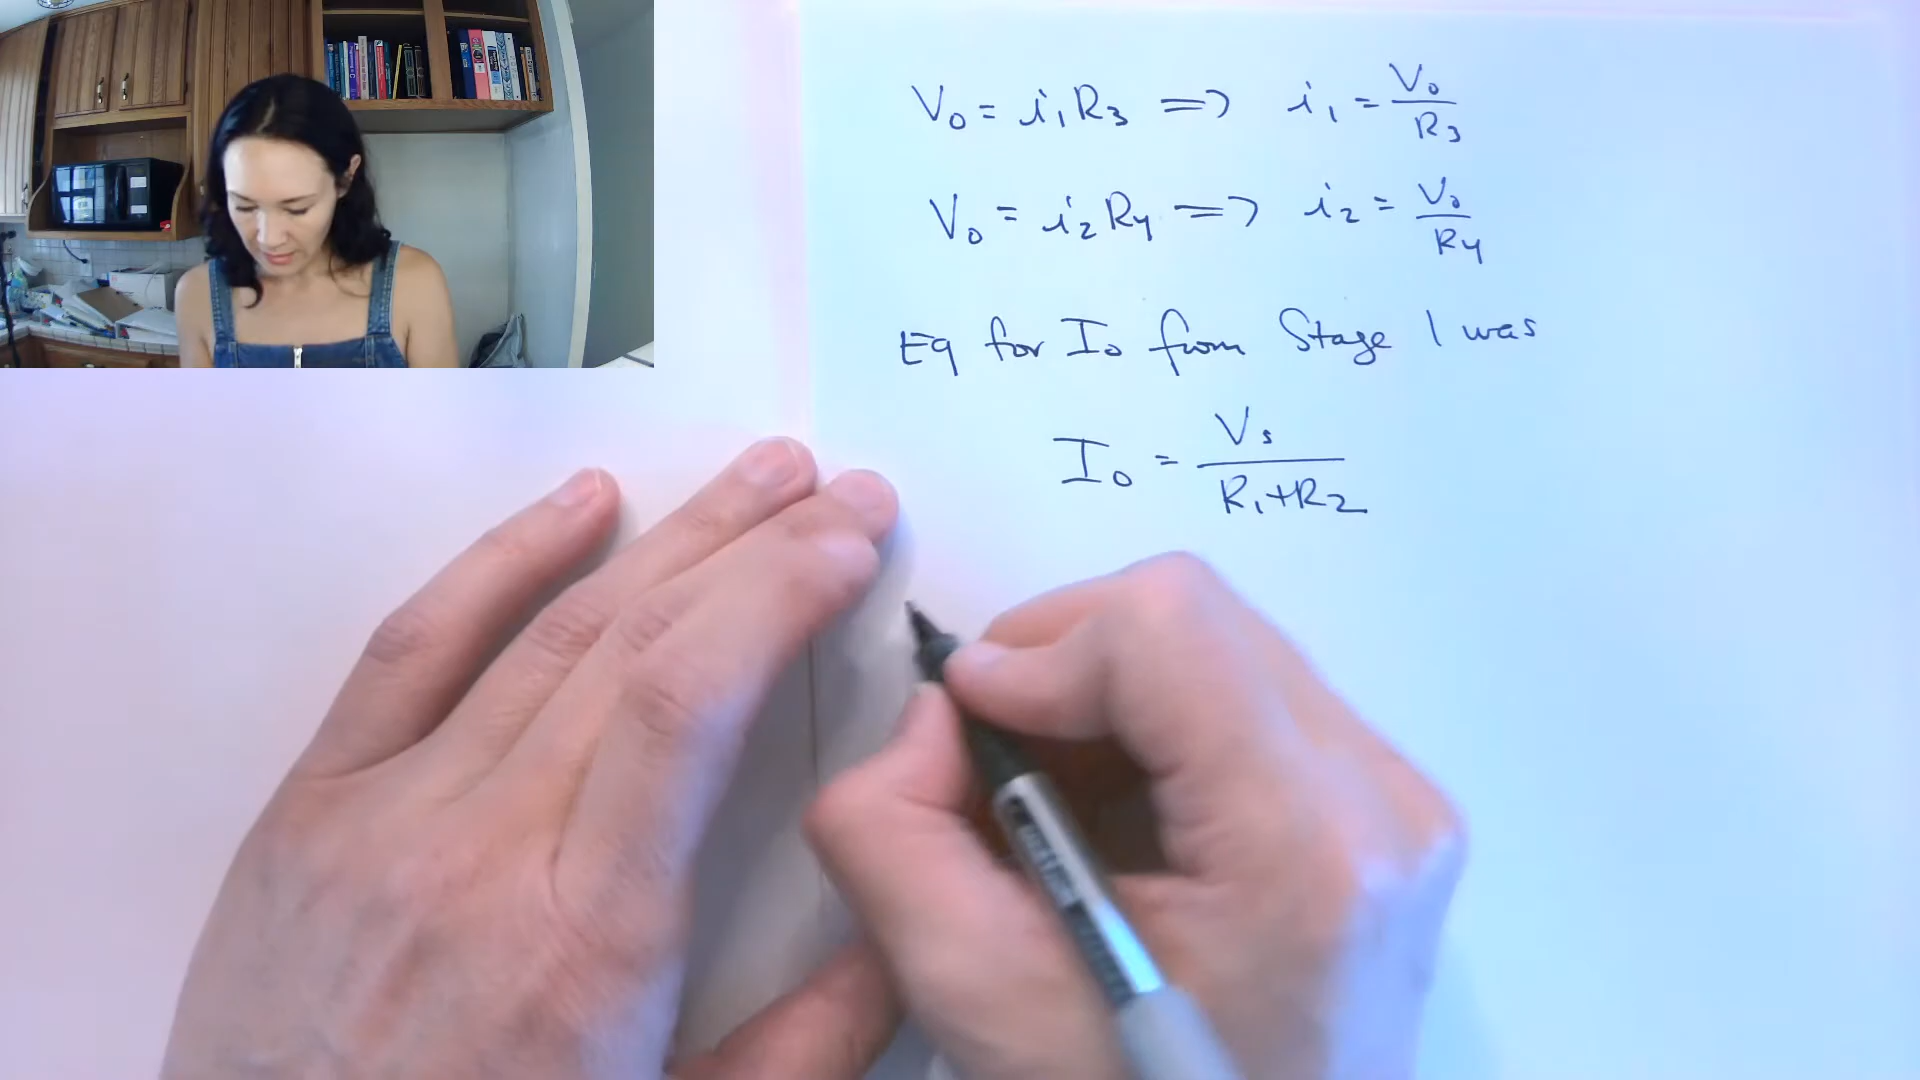 V₀ = i₁R₃ => i₁ = V₀/R₃
V₀ = i₂R₄ => i₂ = V₀/R₄
Eq for I₀ from Stage 1 was
I₀ = Vₛ/(R₁+R₂)